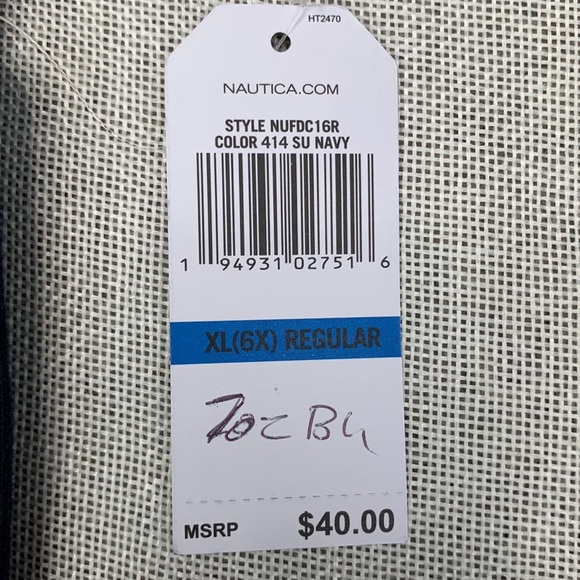 HT2470
NAUTICA.COM
STYLE NUFDC16R
COLOR 414 SU NAVY
1 94931 02751 6
XL(6X) REGULAR
MSRP $40.00